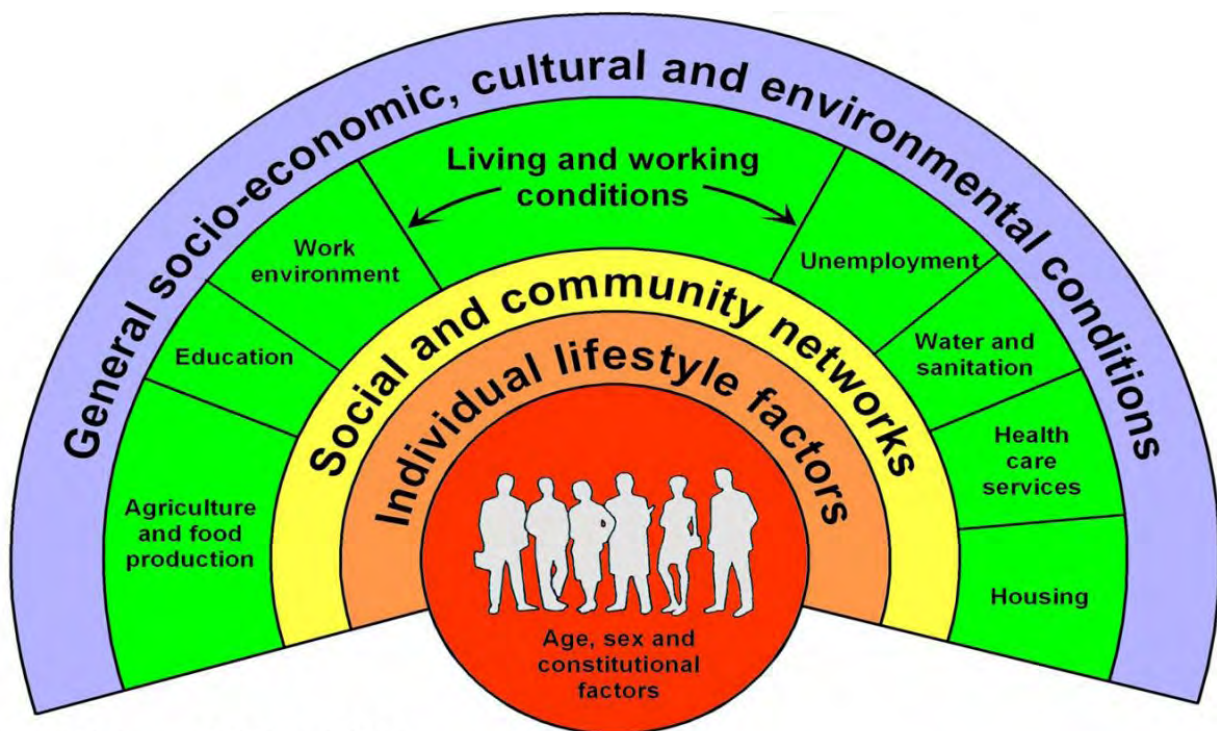 General socio-economic, cultural and environmental conditions
Living and working
conditions
Work
environment
Education
Agriculture
and food
production
Unemployment
Water and
sanitation
Health
care
services
Housing
Social and community networks
Individual lifestyle factors
Age, sex and
constitutional
factors